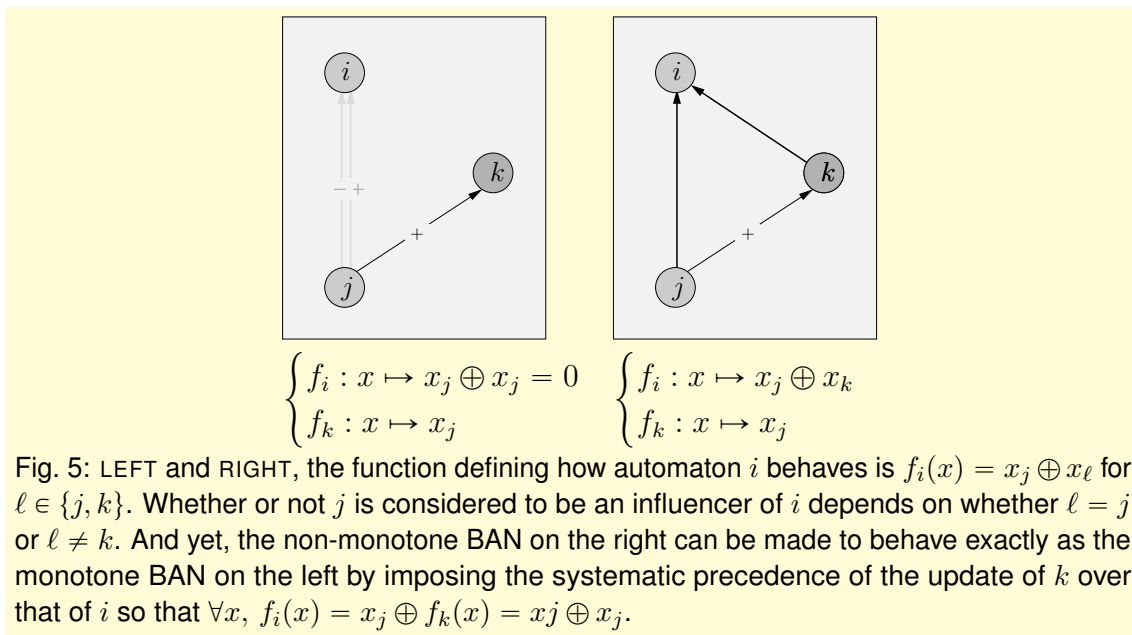 i i
k k
− +
+ +
j j
{ f_i : x ↦ x_j ⊕ x_j = 0 { f_i : x ↦ x_j ⊕ x_k
f_k : x ↦ x_j f_k : x ↦ x_j
Fig. 5: LEFT and RIGHT, the function defining how automaton i behaves is f_i(x) = x_j ⊕ x_ℓ for
ℓ ∈ {j, k}. Whether or not j is considered to be an influencer of i depends on whether ℓ = j
or ℓ ≠ k. And yet, the non-monotone BAN on the right can be made to behave exactly as the
monotone BAN on the left by imposing the systematic precedence of the update of k over
that of i so that ∀x, f_i(x) = x_j ⊕ f_k(x) = xj ⊕ x_j.